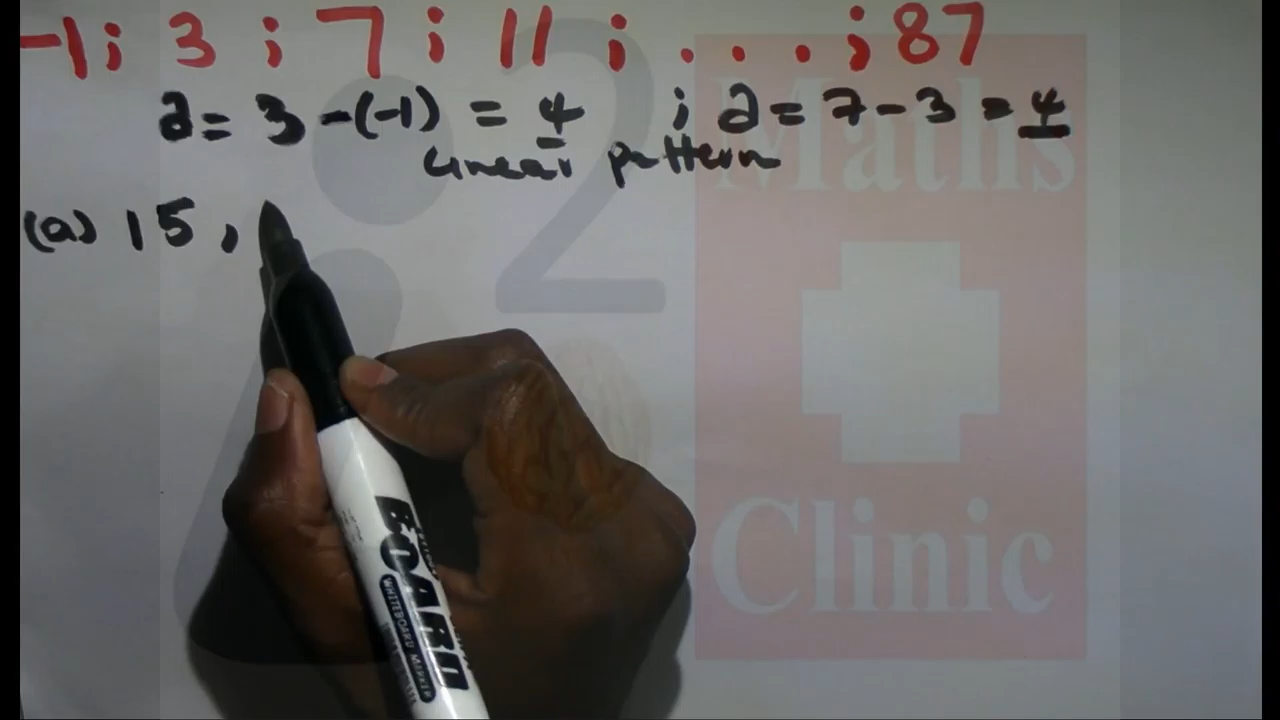 -1; 3; 7; 11; . . . ; 87
d = 3 - (-1) = 4 ; d = 7 - 3 = 4
Linear pattern
(a) 15,
2
Maths
Clinic
BOARD
WHITEBOARD MARKER